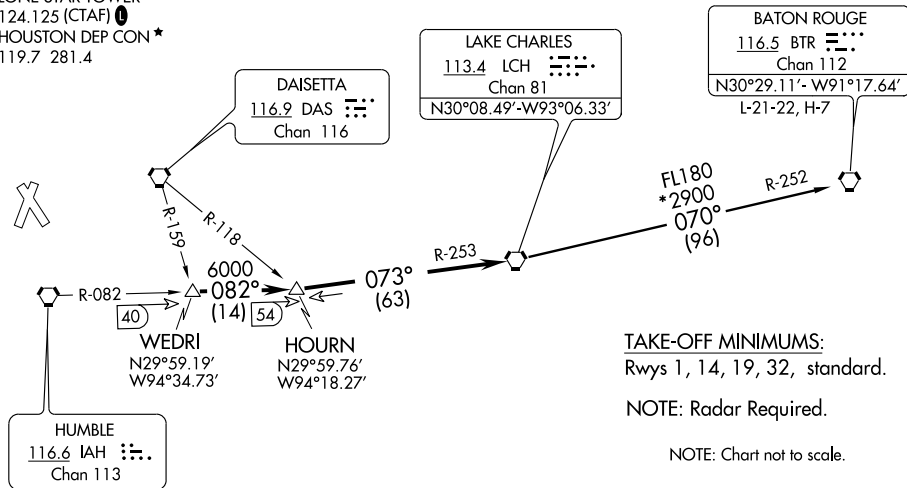 124.125 (CTAF) L
HOUSTON DEP CON ★
119.7 281.4
DAISETTA
116.9 DAS
Chan 116
LAKE CHARLES
113.4 LCH
Chan 81
N30°08.49'-W93°06.33'
BATON ROUGE
116.5 BTR
Chan 112
N30°29.11'- W91°17.64'
L-21-22, H-7
R-159
R-118
R-082
40
6000
082°
(14)
54
073°
(63)
R-253
FL180
*2900
070°
(96)
R-252
WEDRI
N29°59.19'
W94°34.73'
HOURN
N29°59.76'
W94°18.27'
HUMBLE
116.6 IAH
Chan 113
TAKE-OFF MINIMUMS:
Rwys 1, 14, 19, 32, standard.
NOTE: Radar Required.
NOTE: Chart not to scale.